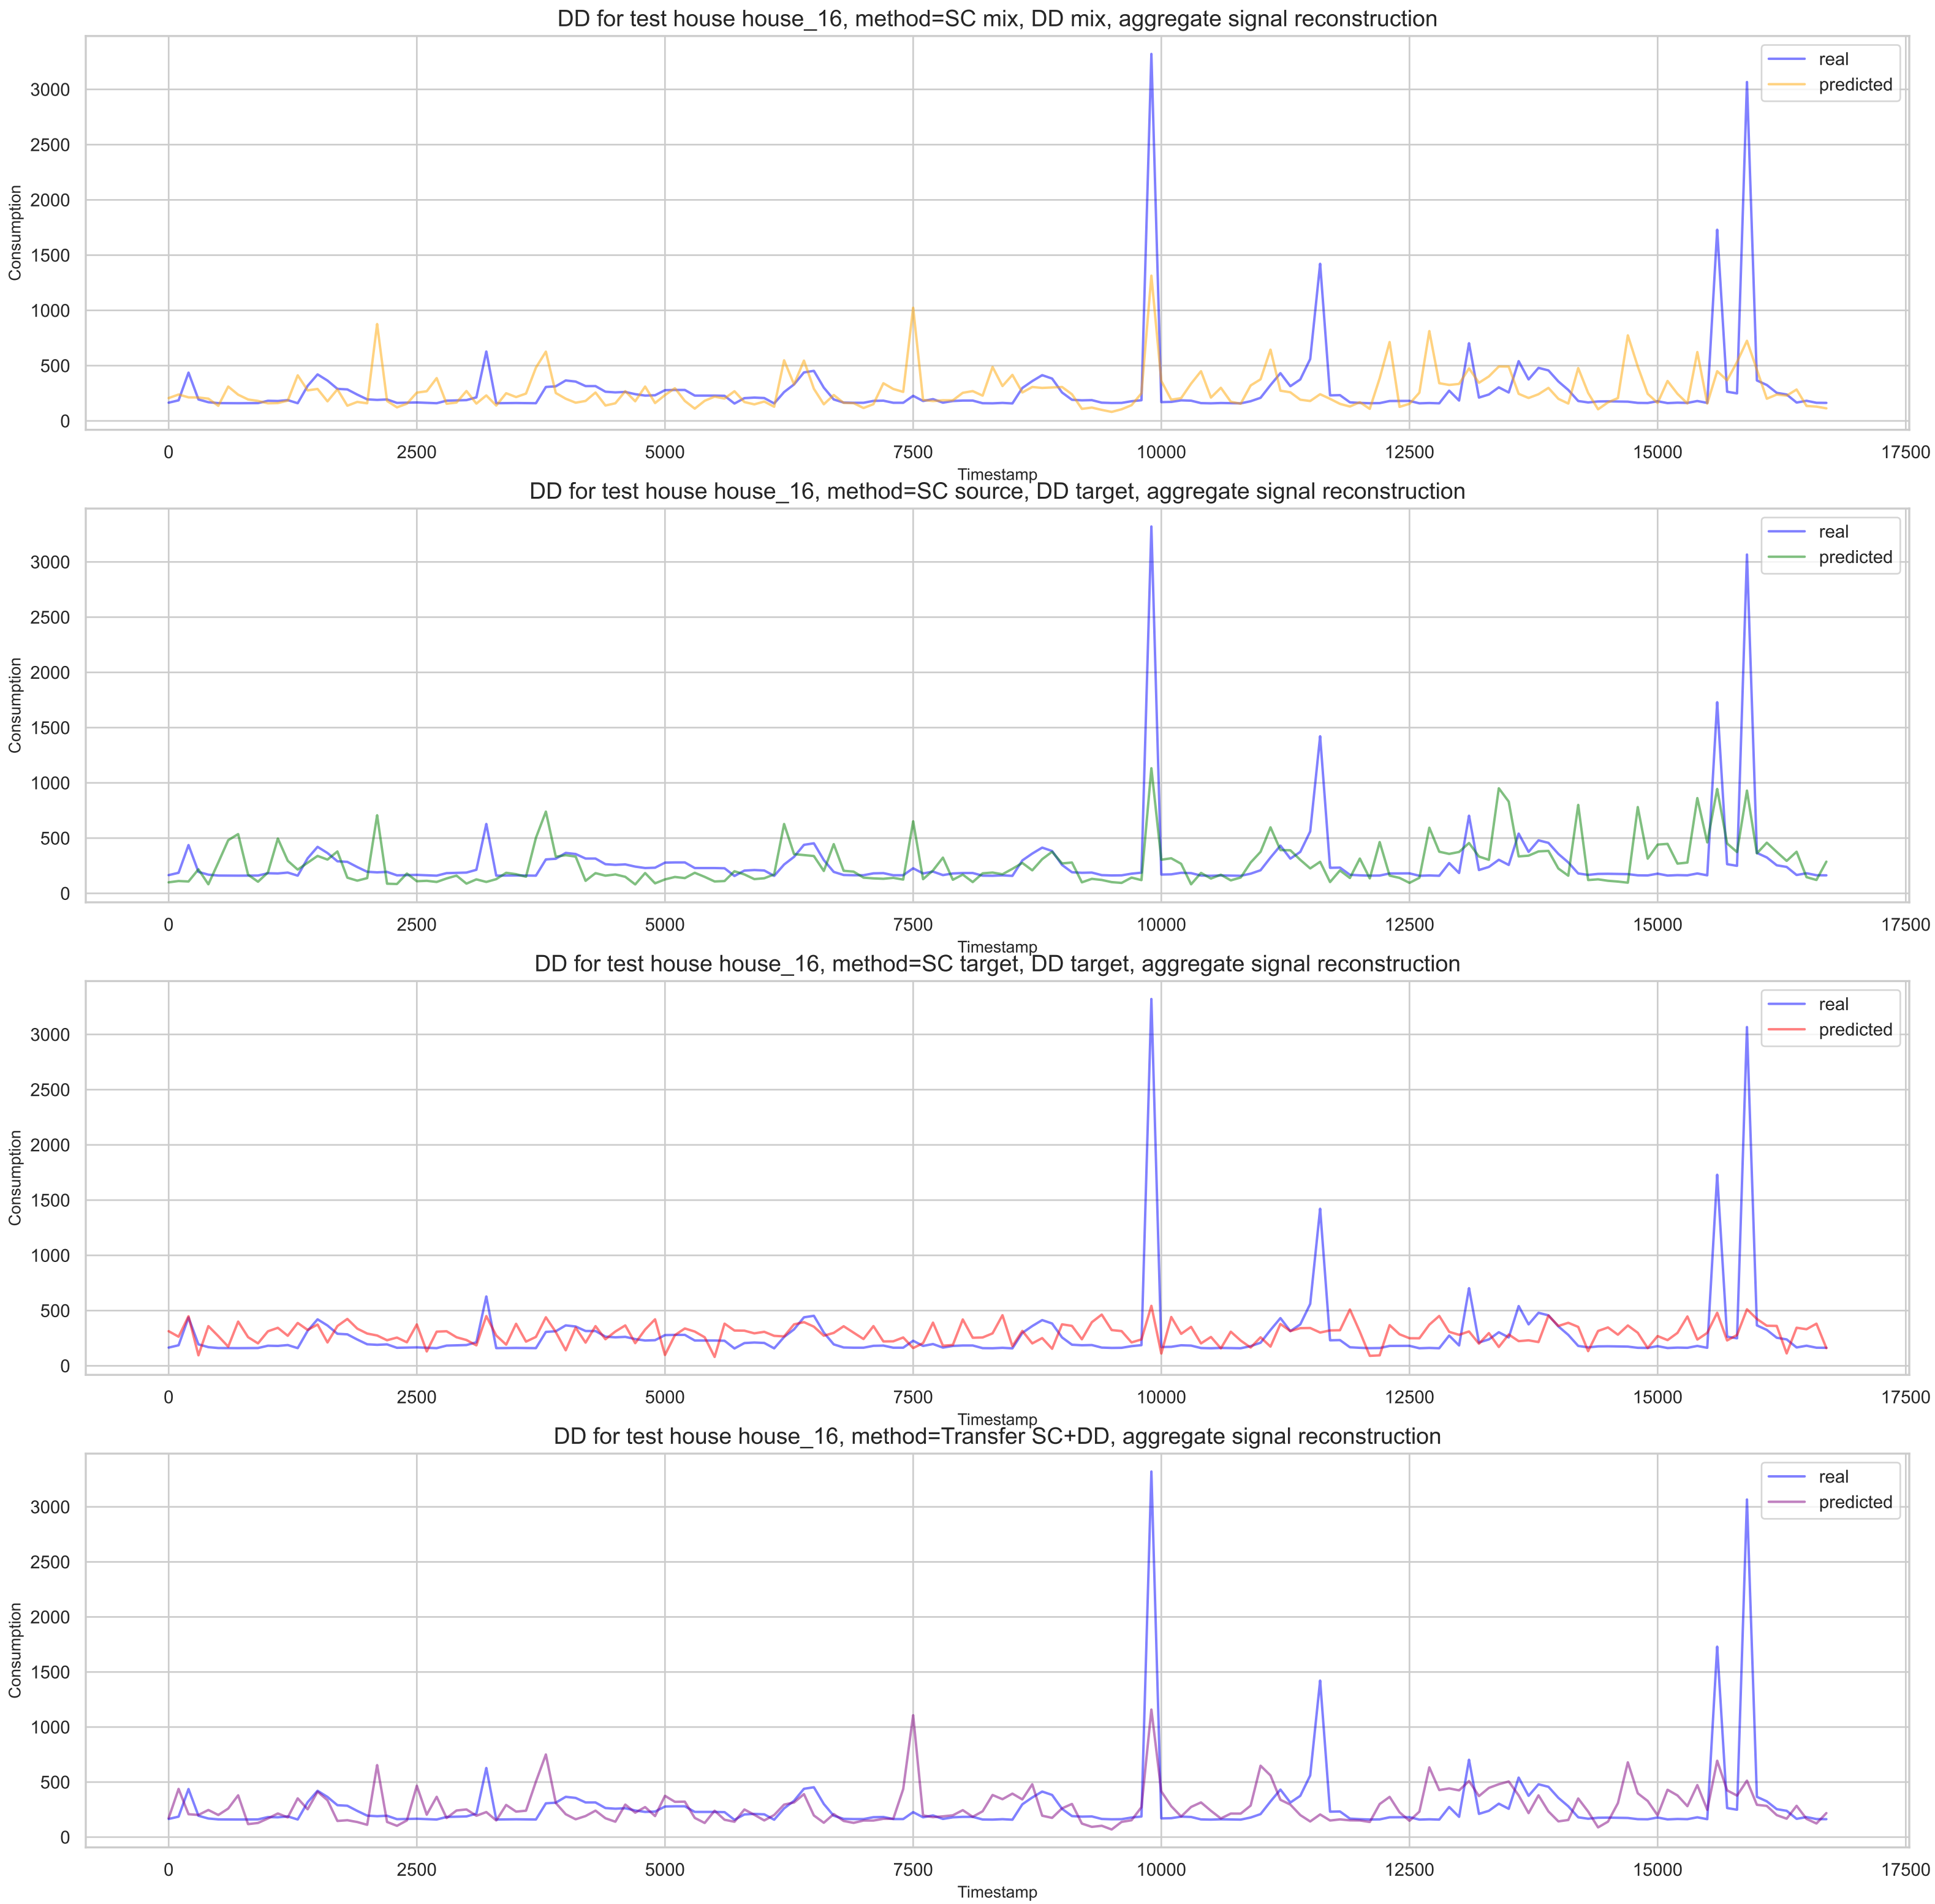 DD for test house house_16, method=SC mix, DD mix, aggregate signal reconstruction
real
predicted
3000
2500
2000
1500
1000
500
0
Consumption
0 2500 5000 7500 10000 12500 15000 17500
Timestamp
DD for test house house_16, method=SC source, DD target, aggregate signal reconstruction
real
predicted
3000
2500
2000
1500
1000
500
0
Consumption
0 2500 5000 7500 10000 12500 15000 17500
Timestamp
DD for test house house_16, method=SC target, DD target, aggregate signal reconstruction
real
predicted
3000
2500
2000
1500
1000
500
0
Consumption
0 2500 5000 7500 10000 12500 15000 17500
Timestamp
DD for test house house_16, method=Transfer SC+DD, aggregate signal reconstruction
real
predicted
3000
2500
2000
1500
1000
500
0
Consumption
0 2500 5000 7500 10000 12500 15000 17500
Timestamp